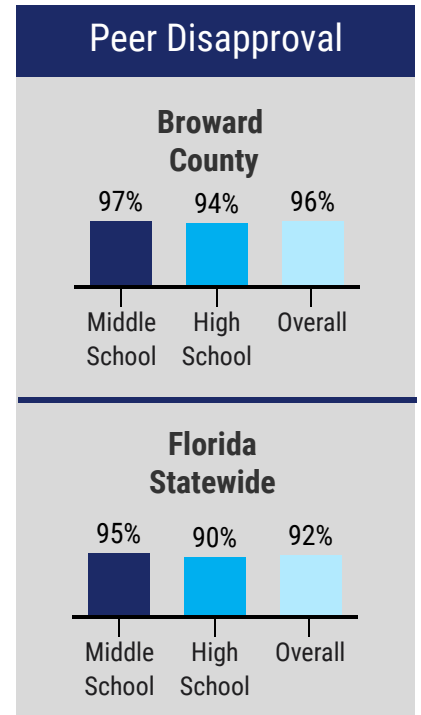 Peer Disapproval
Broward
County
97% 94% 96%
Middle High Overall
School School
Florida
Statewide
95% 90% 92%
Middle High Overall
School School